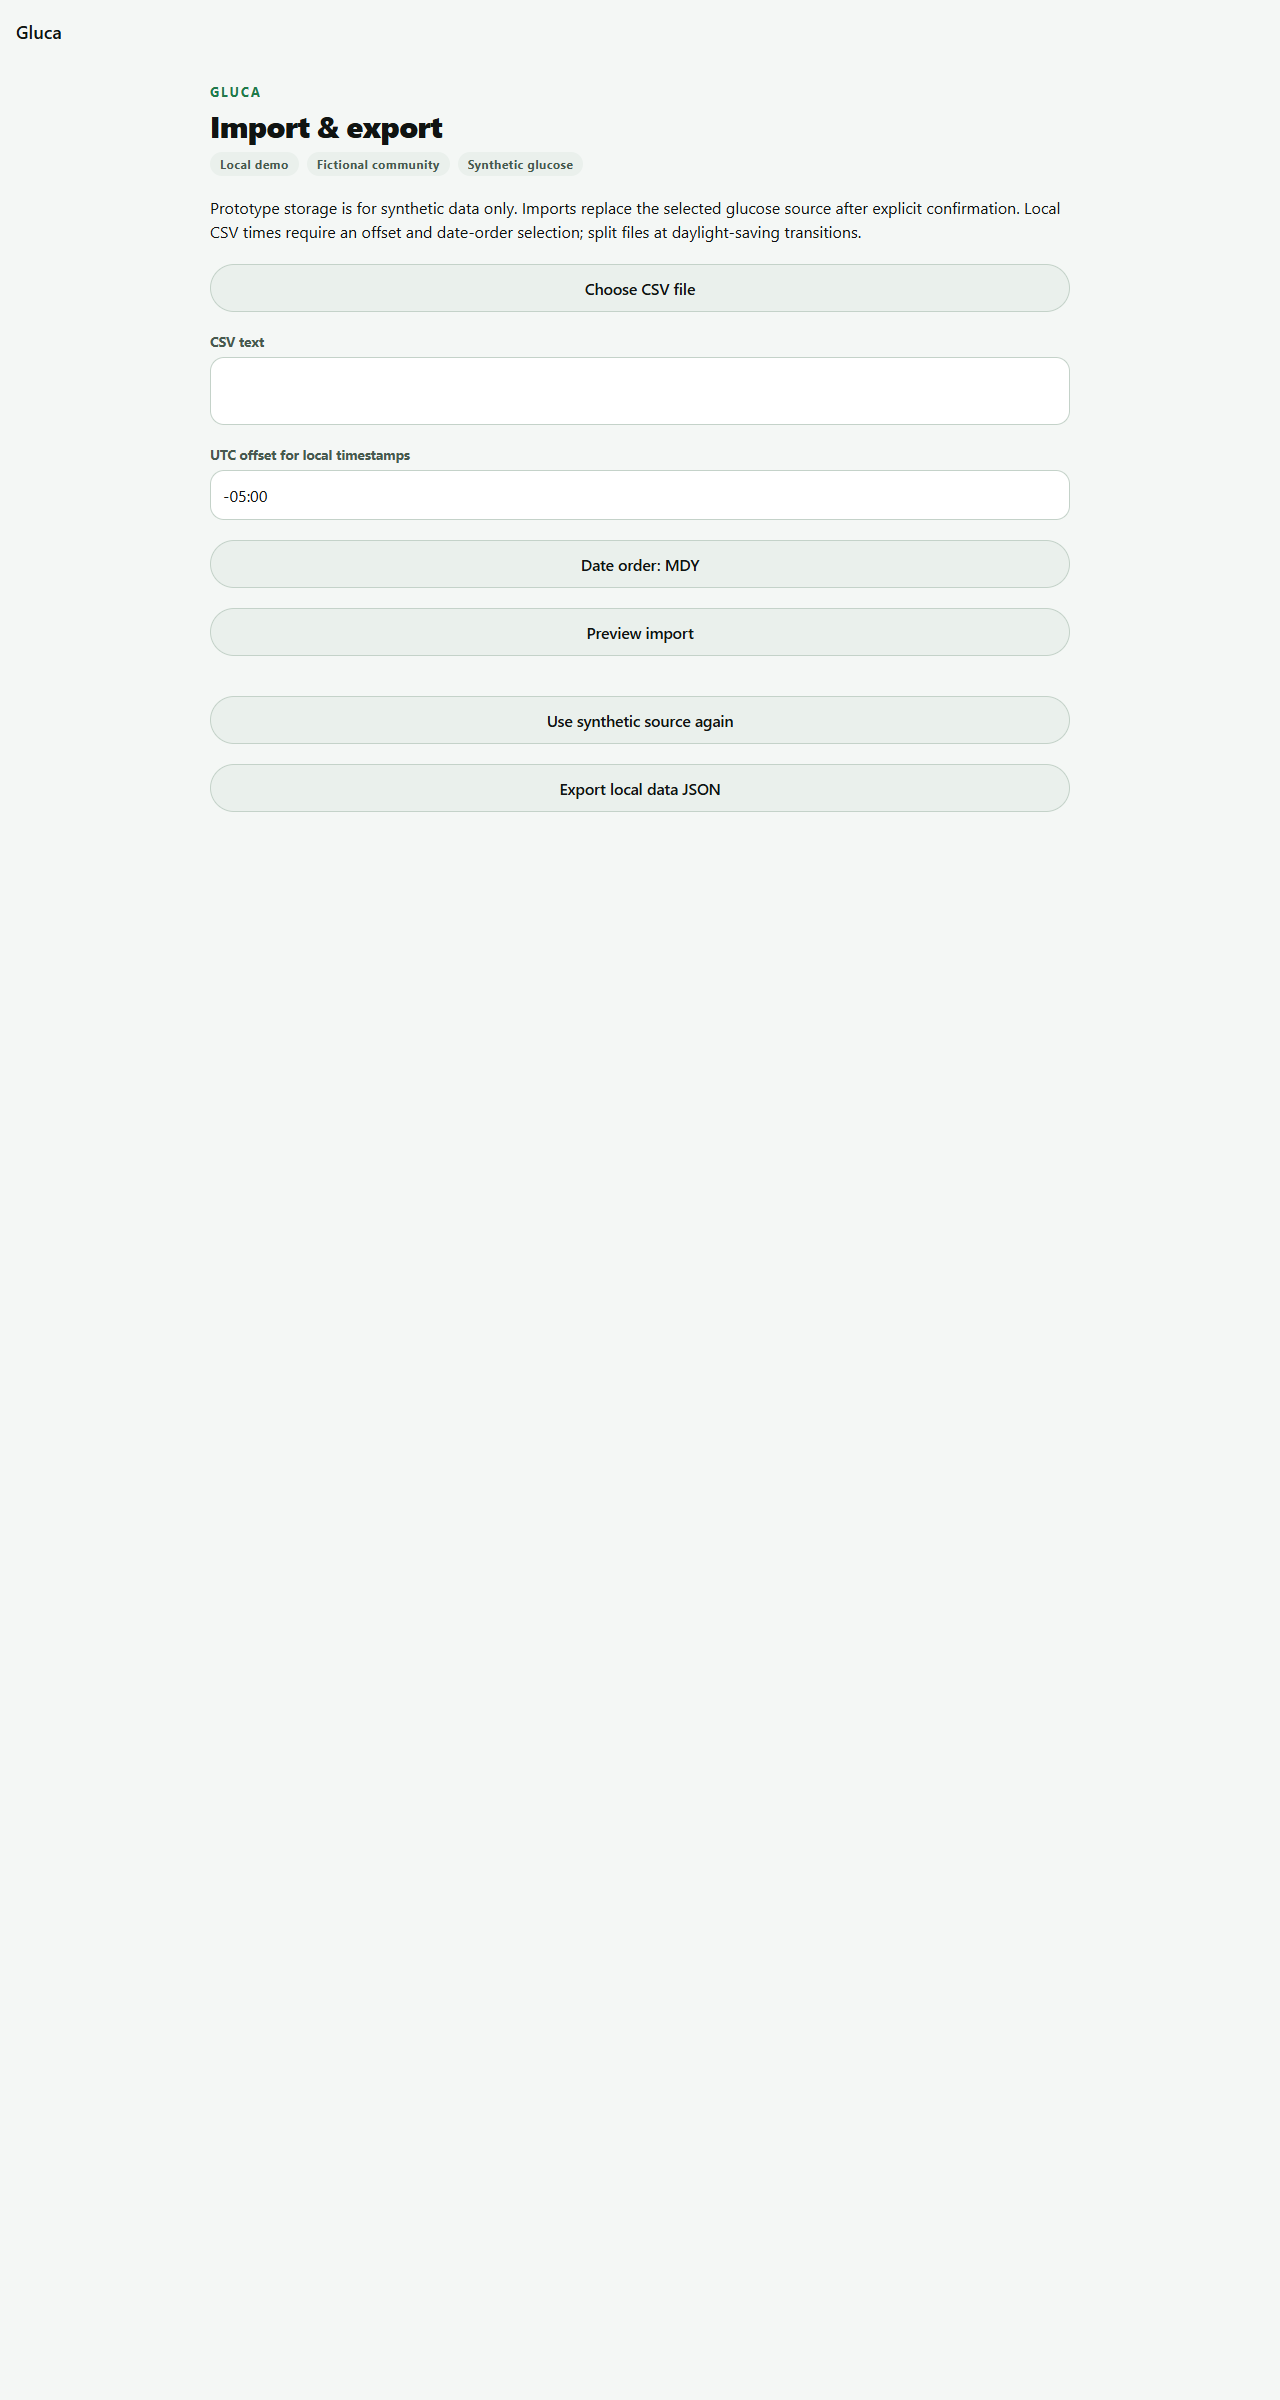 Gluca
GLUCA
Import & export
Local demo
Fictional community
Synthetic glucose
Prototype storage is for synthetic data only. Imports replace the selected glucose source after explicit confirmation. Local
CSV times require an offset and date-order selection; split files at daylight-saving transitions.
Choose CSV file
CSV text
UTC offset for local timestamps
-05:00
Date order: MDY
Preview import
Use synthetic source again
Export local data JSON